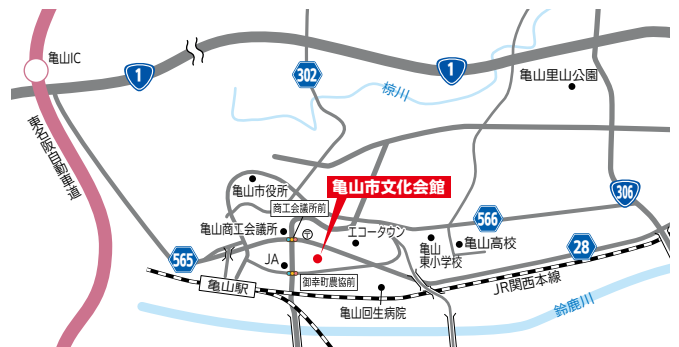 亀山IC
1
302
1
亀山里山公園
椋川
東名阪自動車道
亀山市役所
亀山市文化会館
306
商工会議所前
亀山商工会議所
〒
エコータウン
566
亀山
東小学校
亀山高校
28
565
JA
御幸町農協前
亀山駅
JR関西本線
亀山回生病院
鈴鹿川